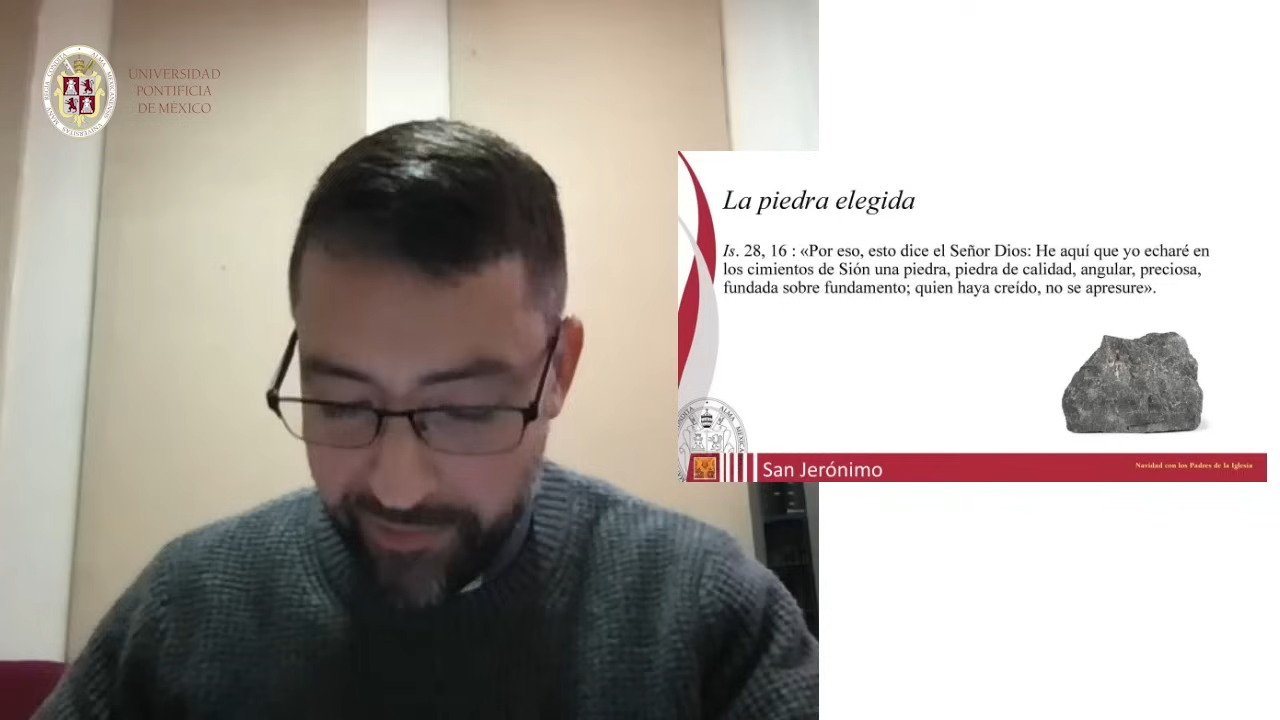 UNIVERSIDAD
PONTIFICIA
DE MÉXICO
La piedra elegida
Is. 28, 16 : «Por eso, esto dice el Señor Dios: He aquí que yo echaré en
los cimientos de Sión una piedra, piedra de calidad, angular, preciosa,
fundada sobre fundamento; quien haya creído, no se apresure».
ALMA
San Jerónimo
Navidad con los Padres de la Iglesia